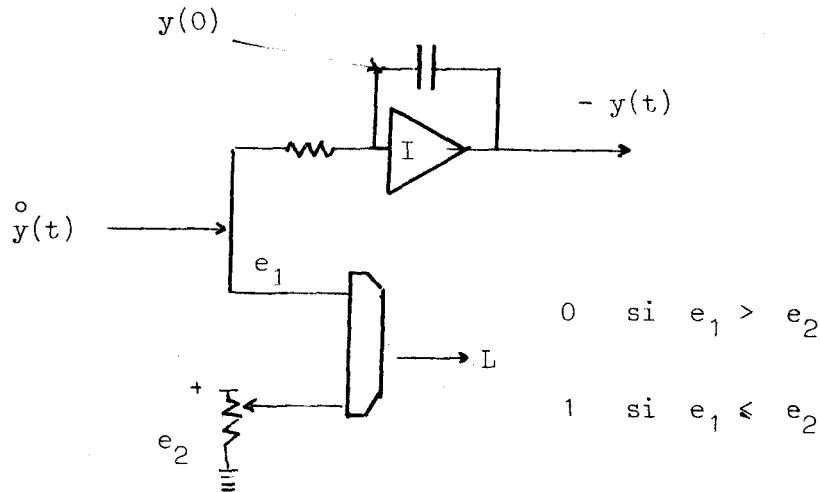 y(0)
- y(t)
I
ẙ(t)
e₁
0 si e₁ > e₂
L
+
1 si e₁ ⩽ e₂
e₂